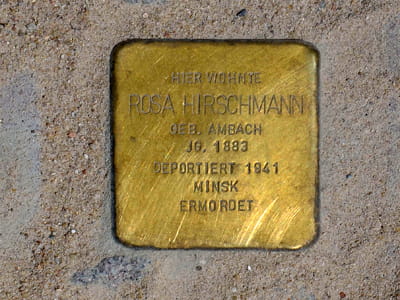 HIER WOHNTE
ROSA HIRSCHMANN
GEB. AMBACH
JG. 1883
DEPORTIERT 1941
MINSK
ERMORDET